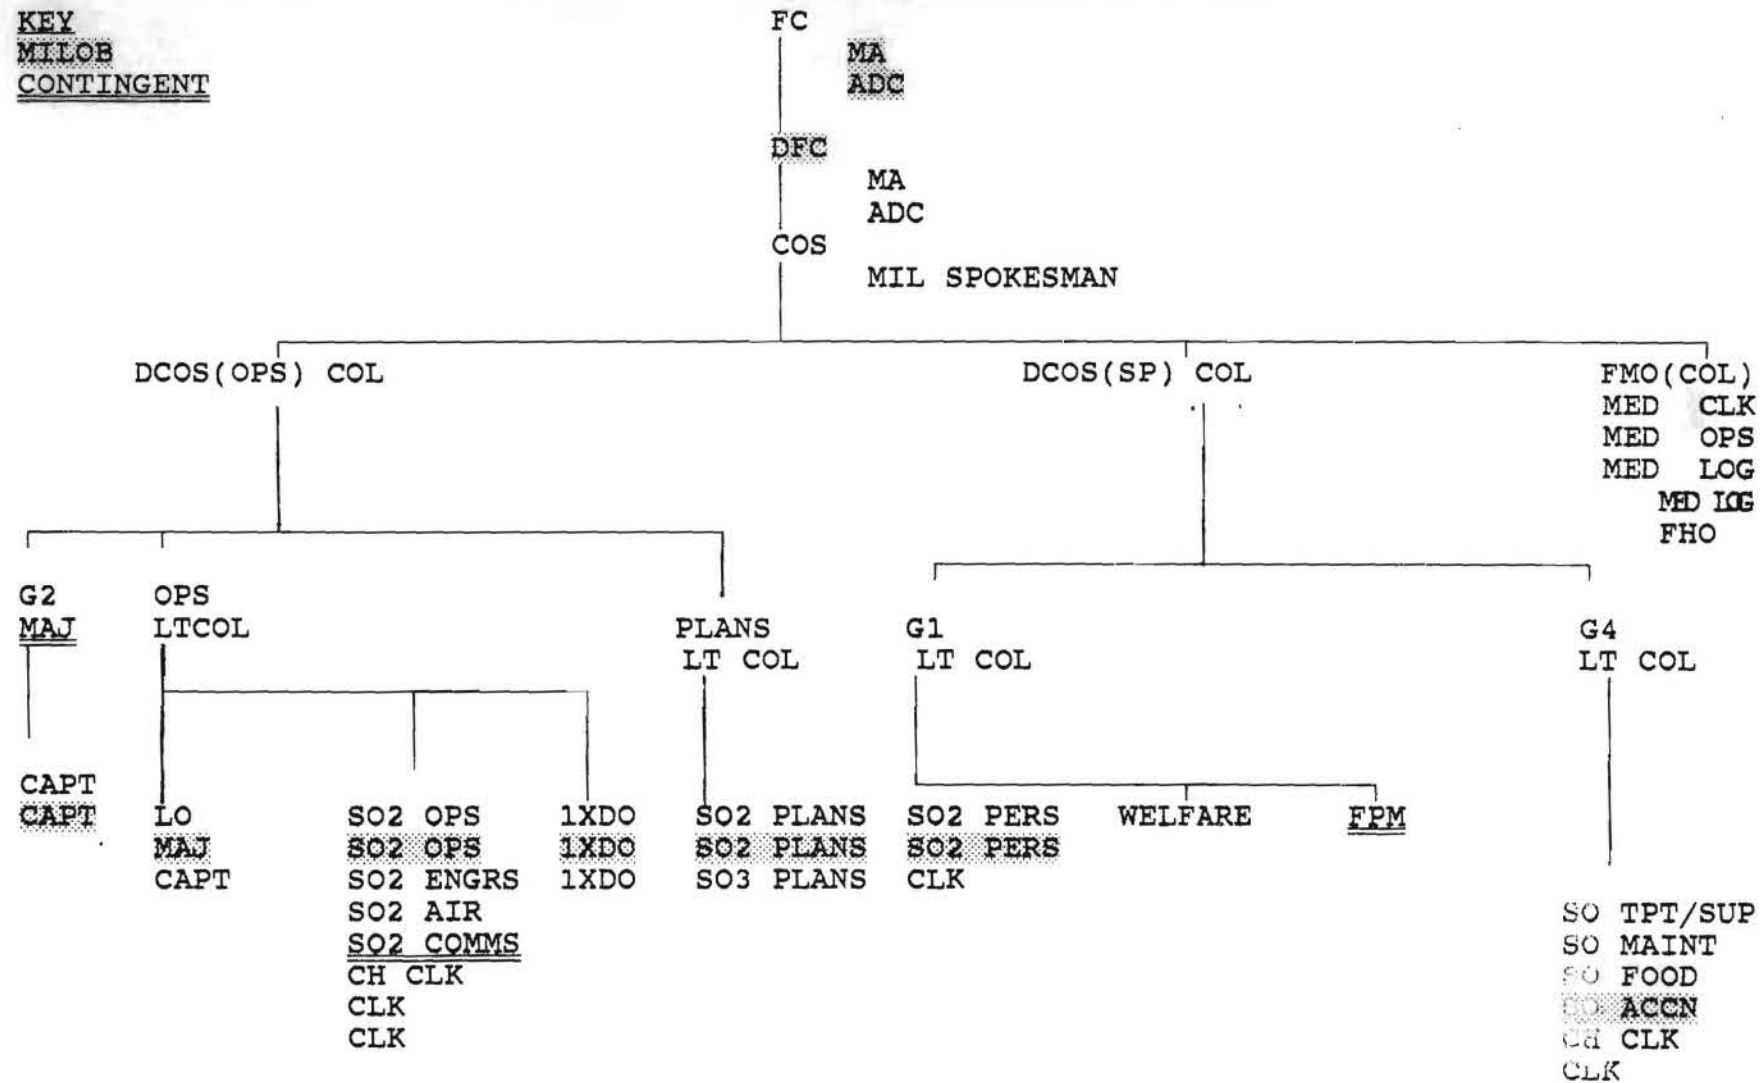 KEY
MILOB
CONTINGENT
FC
MA
ADC
DFC
MA
ADC
COS
MIL SPOKESMAN
DCOS(OPS) COL
DCOS(SP) COL
FMO(COL)
MED CLK
MED OPS
MED LOG
MED LOG
FHO
G2
MAJ
CAPT
CAPT
OPS
LTCOL
LO
MAJ
CAPT
SO2 OPS
SO2 OPS
SO2 ENGRS
SO2 AIR
SO2 COMMS
CH CLK
CLK
CLK
1XDO
1XDO
1XDO
PLANS
LT COL
SO2 PLANS
SO2 PLANS
SO3 PLANS
G1
LT COL
SO2 PERS
SO2 PERS
CLK
WELFARE
FPM
G4
LT COL
SO TPT/SUP
SO MAINT
SO FOOD
SO ACCN
CH CLK
CLK